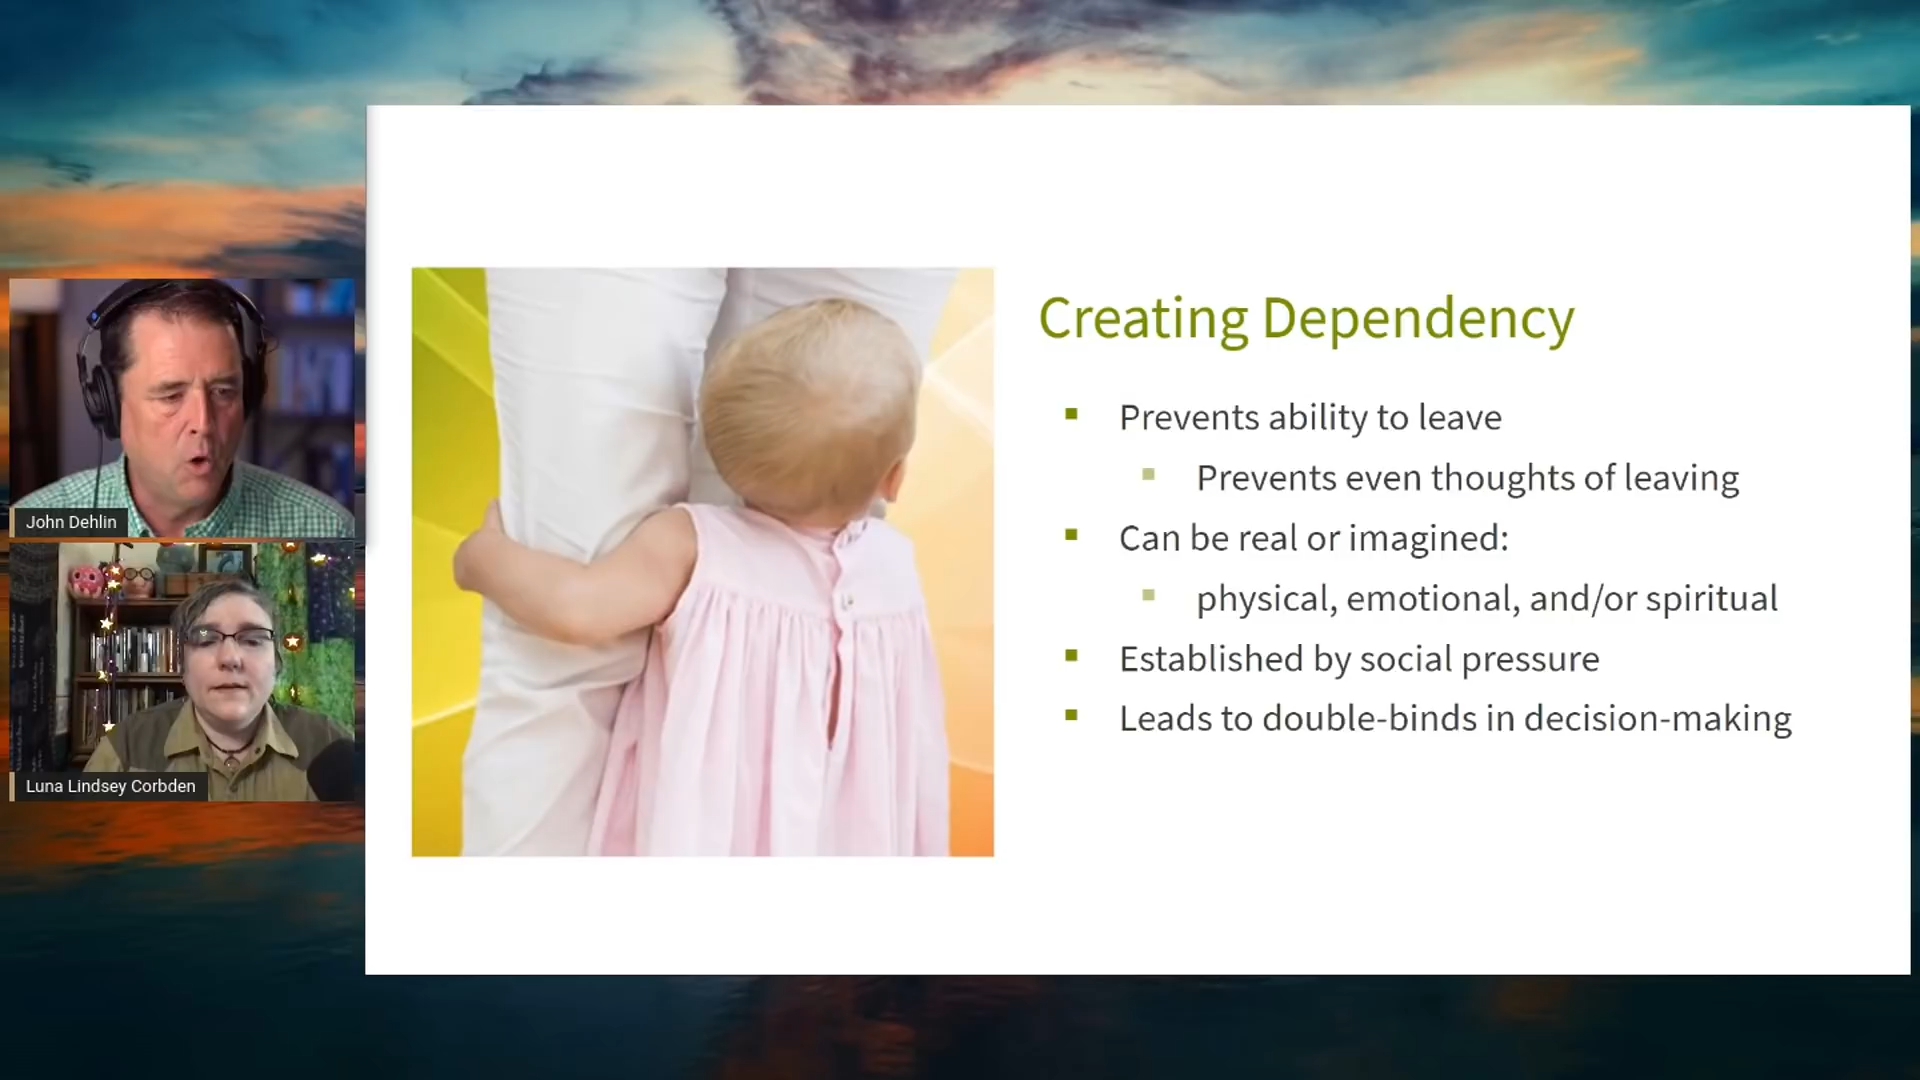 John Dehlin
Luna Lindsey Corbden
Creating Dependency
Prevents ability to leave
Prevents even thoughts of leaving
Can be real or imagined:
physical, emotional, and/or spiritual
Established by social pressure
Leads to double-binds in decision-making